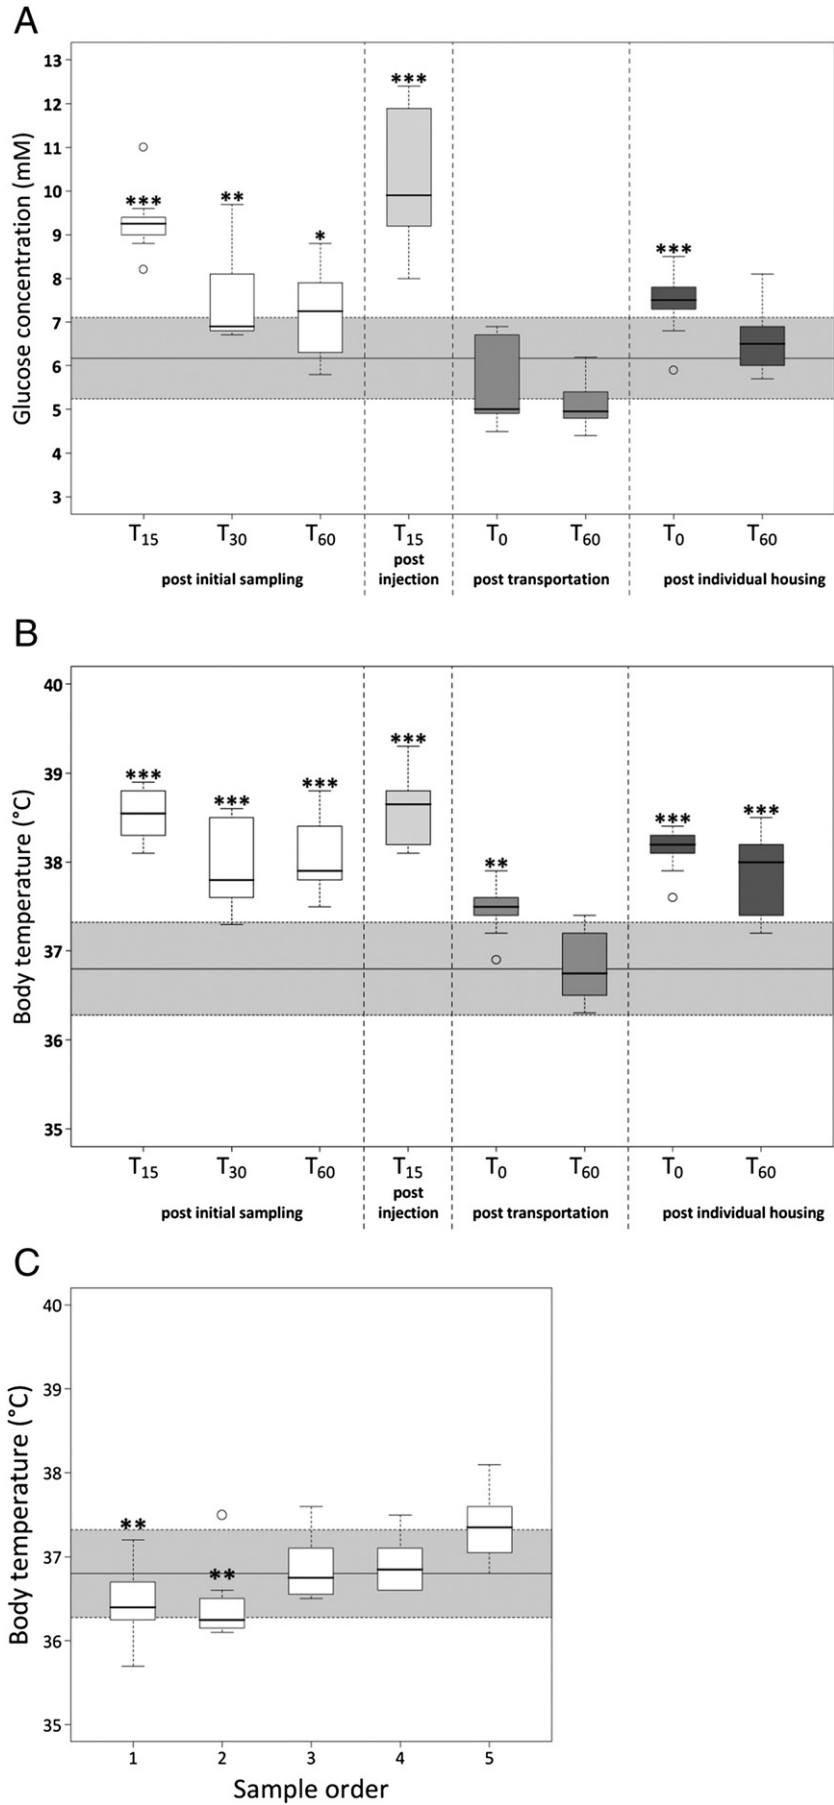 A
Glucose concentration (mM)
13
12
11
10
9
8
7
6
5
4
3
***
**
*
***
***
T15 T30 T60 T15 T0 T60 T0 T60
post initial sampling
post
injection
post transportation
post individual housing
B
Body temperature (°C)
40
39
38
37
36
35
***
***
***
***
**
***
***
T15 T30 T60 T15 T0 T60 T0 T60
post initial sampling
post
injection
post transportation
post individual housing
C
Body temperature (°C)
40
39
38
37
36
35
**
**
1 2 3 4 5
Sample order